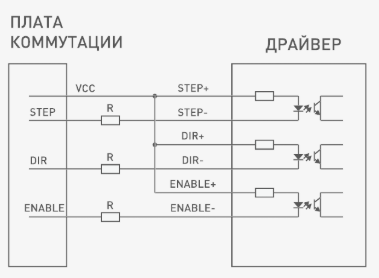 ПЛАТА
КОММУТАЦИИ
ДРАЙВЕР
VCC
STEP+
STEP
R
STEP-
DIR+
DIR
R
DIR-
ENABLE+
ENABLE
R
ENABLE-